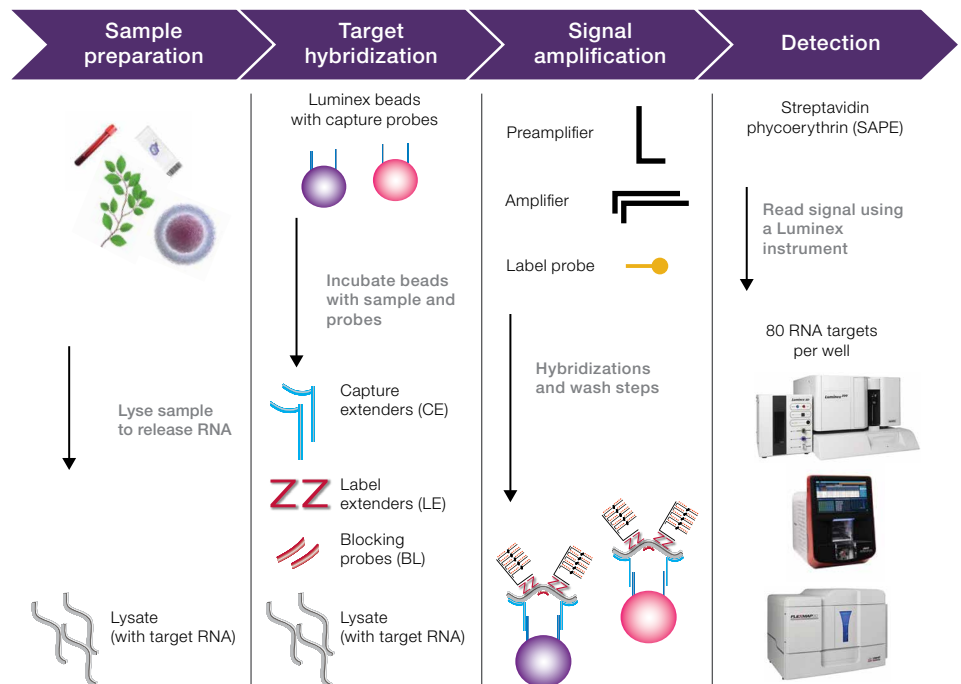 Sample
preparation
Target
hybridization
Signal
amplification
Detection
Lyse sample
to release RNA
Lysate
(with target RNA)
Luminex beads
with capture probes
Incubate beads
with sample and
probes
Capture
extenders (CE)
Label
extenders (LE)
Blocking
probes (BL)
Lysate
(with target RNA)
Preamplifier
Amplifier
Label probe
Hybridizations
and wash steps
Streptavidin
phycoerythrin (SAPE)
Read signal using
a Luminex
instrument
80 RNA targets
per well
Luminex
FLEXMAP